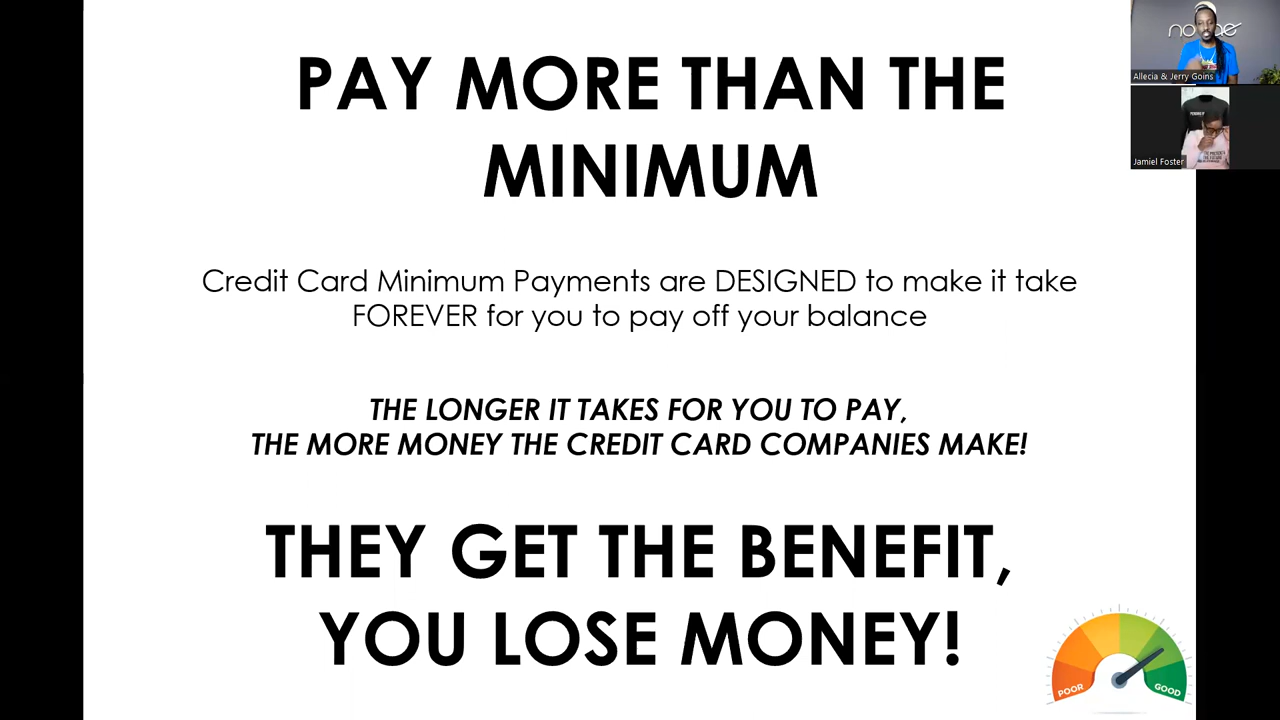 PAY MORE THAN THE
MINIMUM
Credit Card Minimum Payments are DESIGNED to make it take
FOREVER for you to pay off your balance
THE LONGER IT TAKES FOR YOU TO PAY,
THE MORE MONEY THE CREDIT CARD COMPANIES MAKE!
THEY GET THE BENEFIT,
YOU LOSE MONEY!
POOR
GOOD
Allecia & Jerry Goins
Jamiel Foster